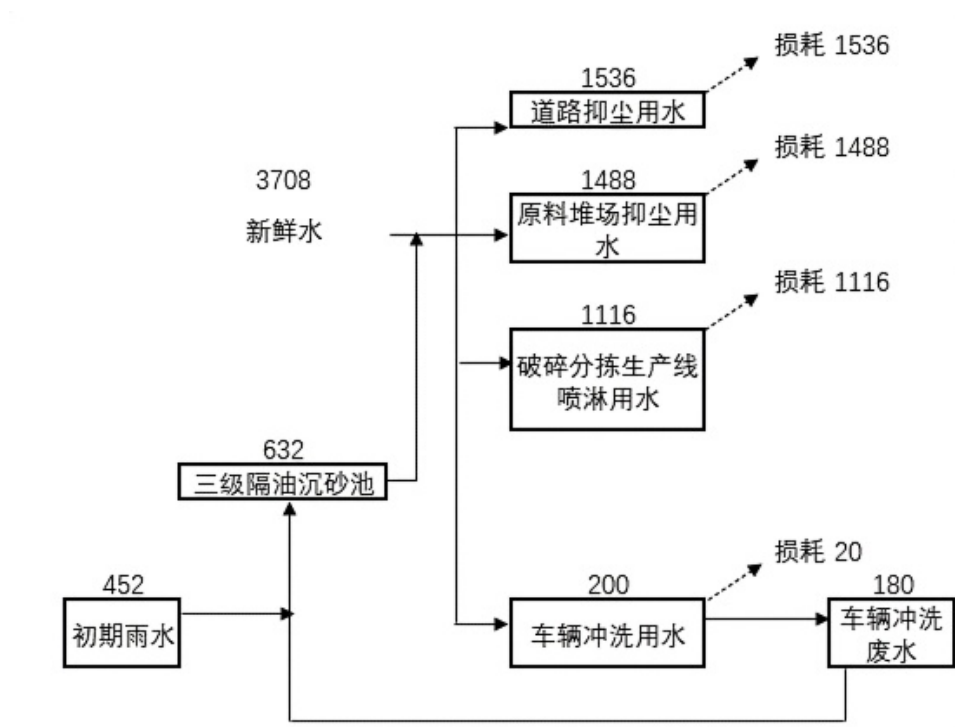 损耗 1536
1536
道路抑尘用水
损耗 1488
3708
新鲜水
1488
原料堆场抑尘用
水
损耗 1116
1116
破碎分拣生产线
喷淋用水
632
三级隔油沉砂池
损耗 20
452
初期雨水
200
车辆冲洗用水
180
车辆冲洗
废水